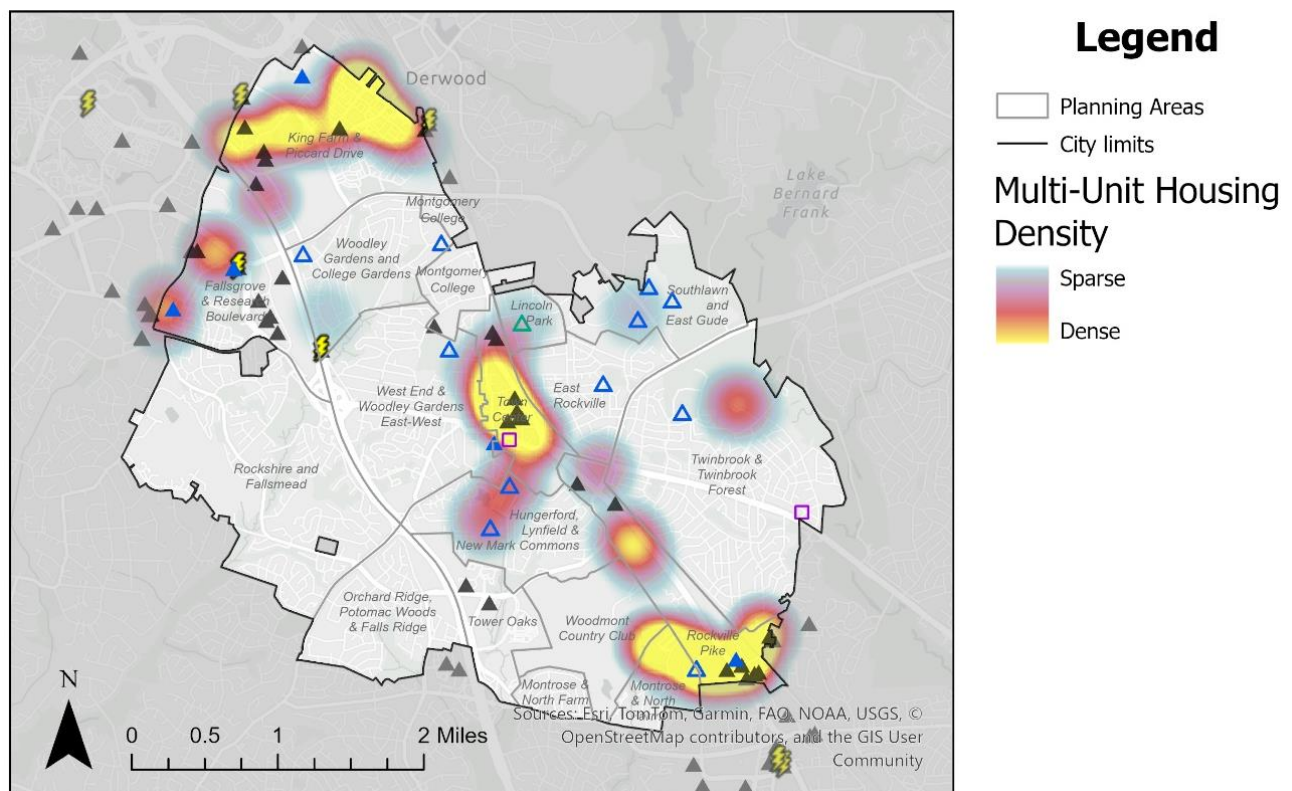 Legend
Planning Areas
City limits
Multi-Unit Housing
Density
Sparse
Dense
Derwood
King Farm &
Piccard Drive
Lake
Bernard
Frank
Montgomery
College
Woodley
Gardens and
College Gardens
Montgomery
College
Fallsgrove
& Research
Boulevard
Southlawn
and
East Gude
Lincoln
Park
West End &
Woodley Gardens
East-West
Town
Center
East
Rockville
Rockshire and
Fallsmead
Twinbrook &
Twinbrook
Forest
Hungerford,
Lynfield &
New Mark Commons
Orchard Ridge,
Potomac Woods
& Falls Ridge
Tower Oaks
Woodmont
Country Club
Rockville
Pike
Montrose &
North Farm
Montrose
& North
N
0 0.5 1 2 Miles
Sources: Esri, TomTom, Garmin, FAO, NOAA, USGS, ©
OpenStreetMap contributors, and the GIS User
Community